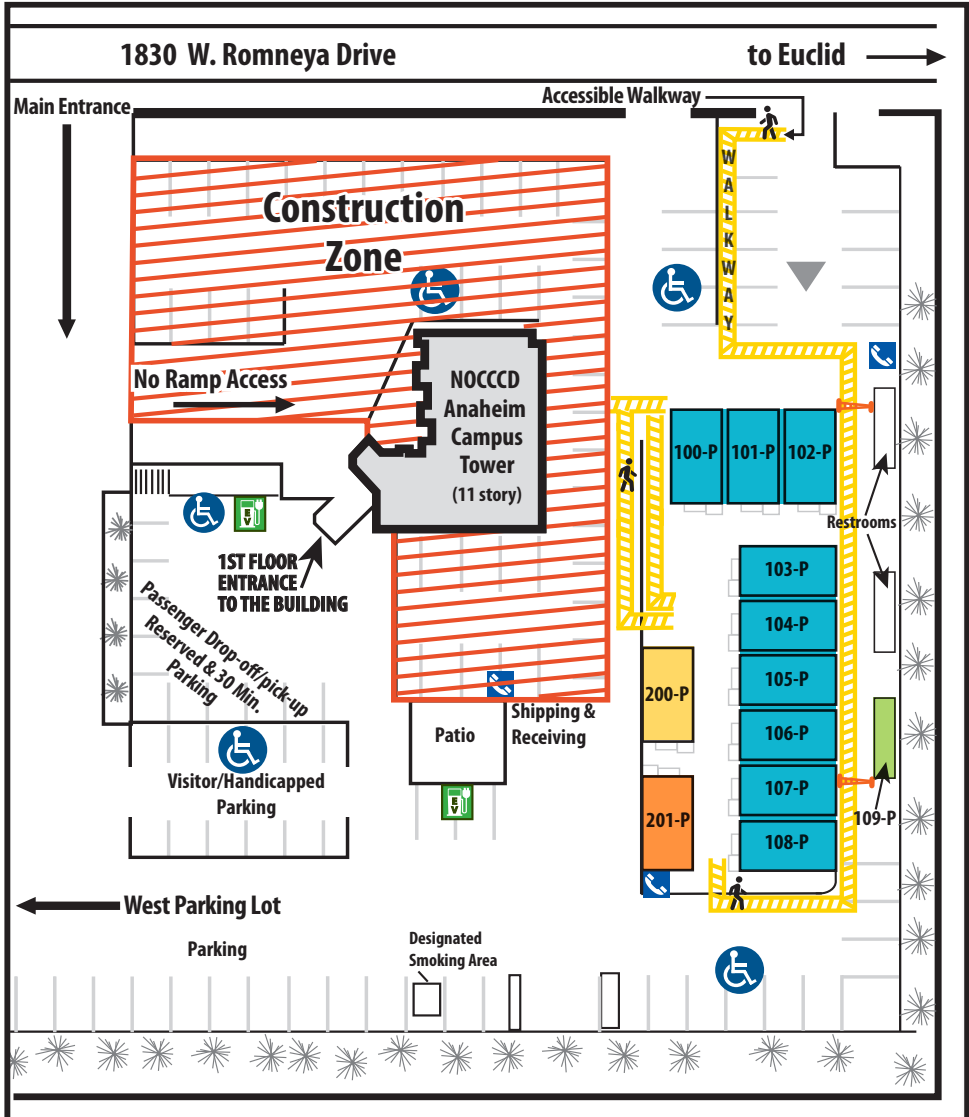 1830 W. Romneya Drive
to Euclid
Main Entrance
Accessible Walkway
WALKWAY
Construction
Zone
No Ramp Access
NOCCCD
Anaheim
Campus
Tower
(11 story)
100-P
101-P
102-P
Restrooms
EV
1ST FLOOR
ENTRANCE
TO THE BUILDING
103-P
104-P
105-P
106-P
107-P
108-P
109-P
Passenger Drop-off/pick-up
Reserved & 30 Min.
Parking
200-P
201-P
Shipping &
Receiving
Patio
EV
Visitor/Handicapped
Parking
West Parking Lot
Parking
Designated
Smoking Area